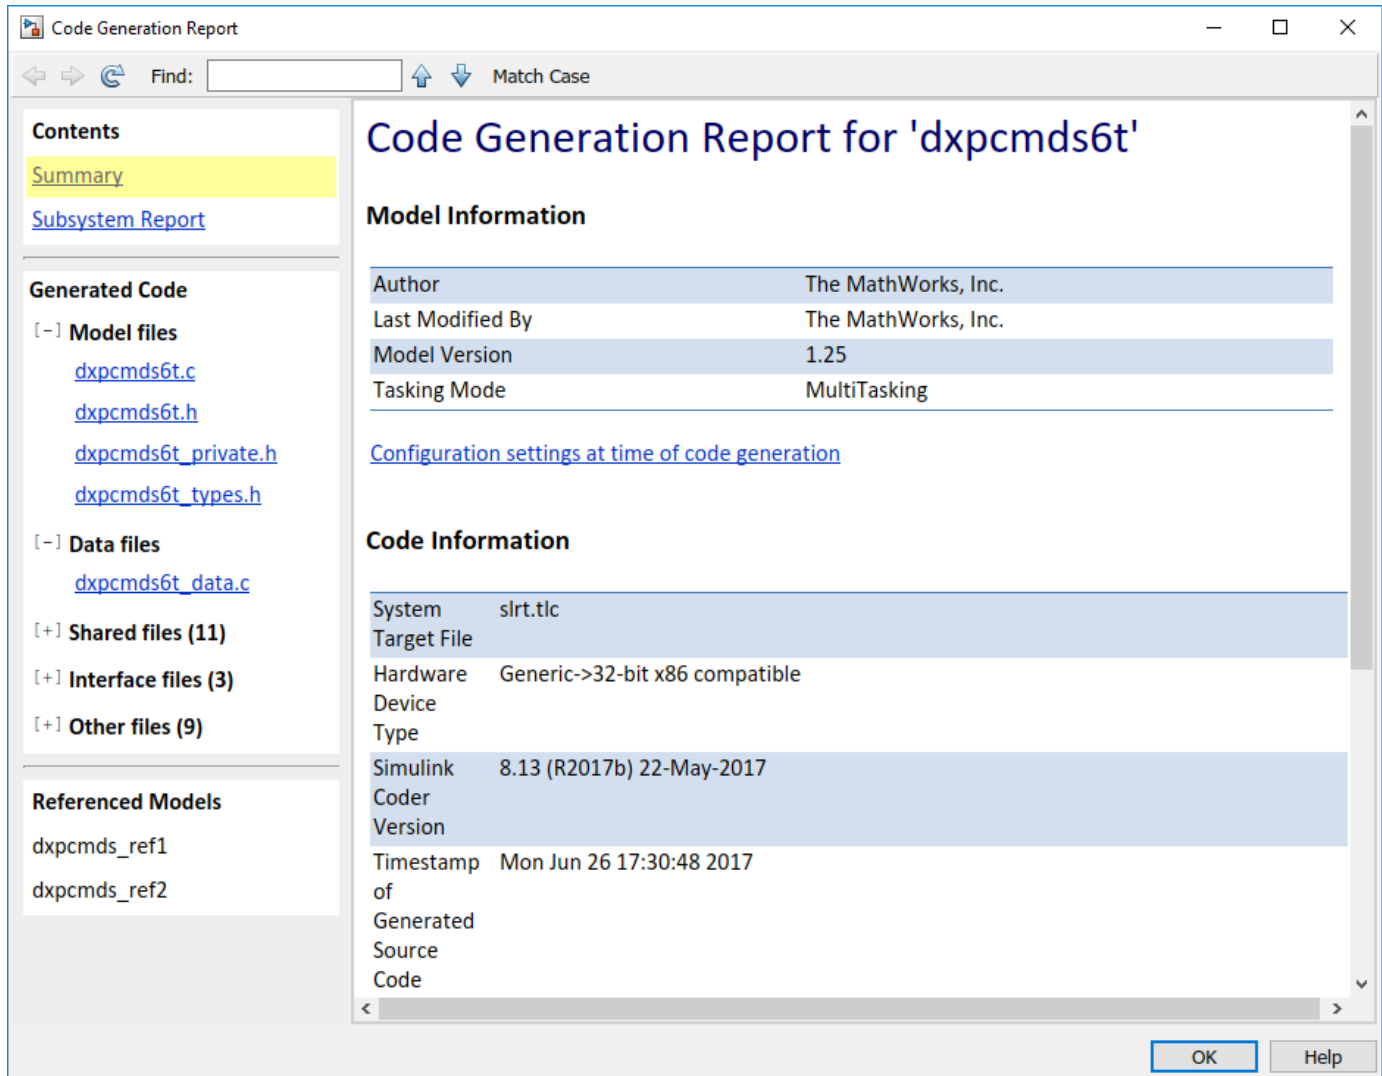 Code Generation Report
Find:
Match Case
Contents
Summary
Subsystem Report
Generated Code
[-] Model files
dxpcmds6t.c
dxpcmds6t.h
dxpcmds6t_private.h
dxpcmds6t_types.h
[-] Data files
dxpcmds6t_data.c
[+] Shared files (11)
[+] Interface files (3)
[+] Other files (9)
Referenced Models
dxpcmds_ref1
dxpcmds_ref2
Code Generation Report for 'dxpcmds6t'
Model Information
Author The MathWorks, Inc.
Last Modified By The MathWorks, Inc.
Model Version 1.25
Tasking Mode MultiTasking
Configuration settings at time of code generation
Code Information
System slrt.tlc
Target File
Hardware Generic->32-bit x86 compatible
Device
Type
Simulink 8.13 (R2017b) 22-May-2017
Coder
Version
Timestamp Mon Jun 26 17:30:48 2017
of
Generated
Source
Code
OK
Help